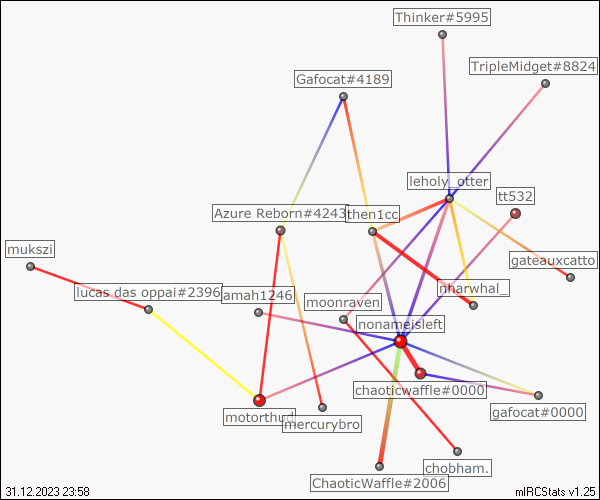 Thinker#5995
TripleMidget#8824
Gafocat#4189
leholy_otter
tt532
Azure Reborn#4243
then1cc
mukszi
gateauxcatto
lucas das oppai#2396
amah1246
nharwhal_
moonraven
nonameisleft
chaoticwaffle#0000
gafocat#0000
motorthud
mercurybro
chobham.
ChaoticWaffle#2006
31.12.2023 23:58
mIRCStats v1.25